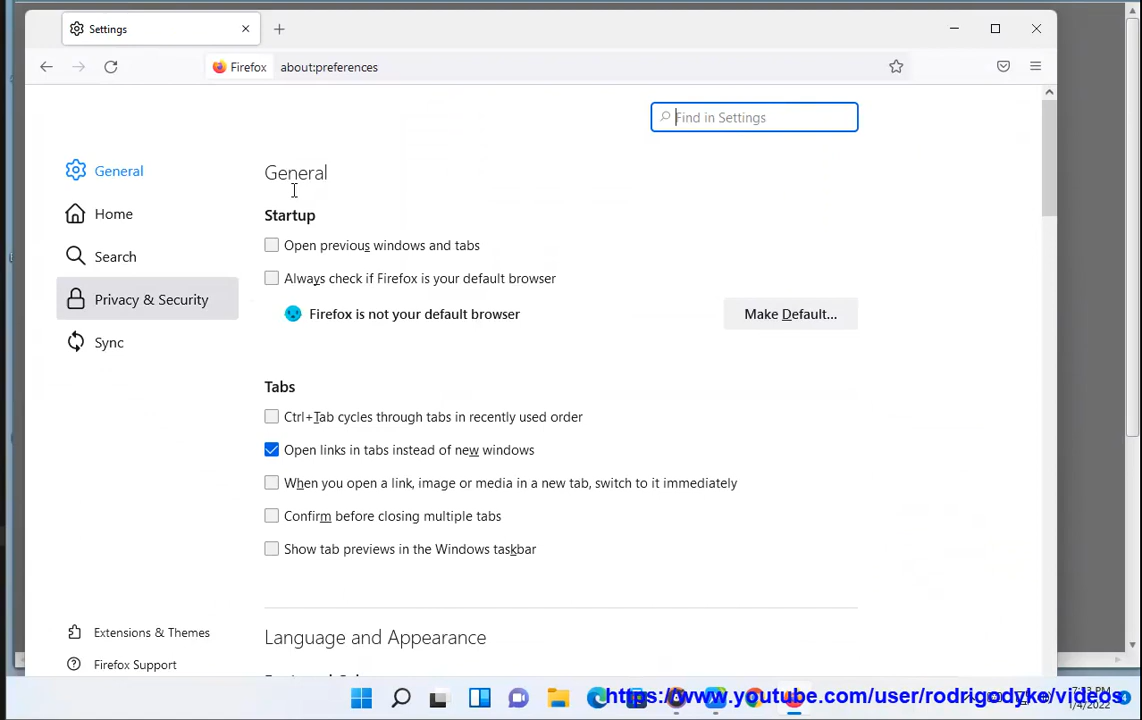 Settings
Firefox about:preferences
Find in Settings
General
General
Home
Startup
Search
Open previous windows and tabs
Always check if Firefox is your default browser
Privacy & Security
Firefox is not your default browser
Make Default...
Sync
Tabs
Ctrl+Tab cycles through tabs in recently used order
Open links in tabs instead of new windows
When you open a link, image or media in a new tab, switch to it immediately
Confirm before closing multiple tabs
Show tab previews in the Windows taskbar
Extensions & Themes
Language and Appearance
Firefox Support
https://www.youtube.com/user/rodrigodyke/videos
1/4/2022